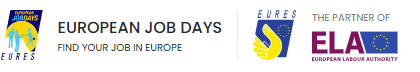 EUROPEAN
JOBDAYS
EURES
EUROPEAN JOB DAYS
FIND YOUR JOB IN EUROPE
EURES
THE PARTNER OF
ELA
EUROPEAN LABOUR AUTHORITY